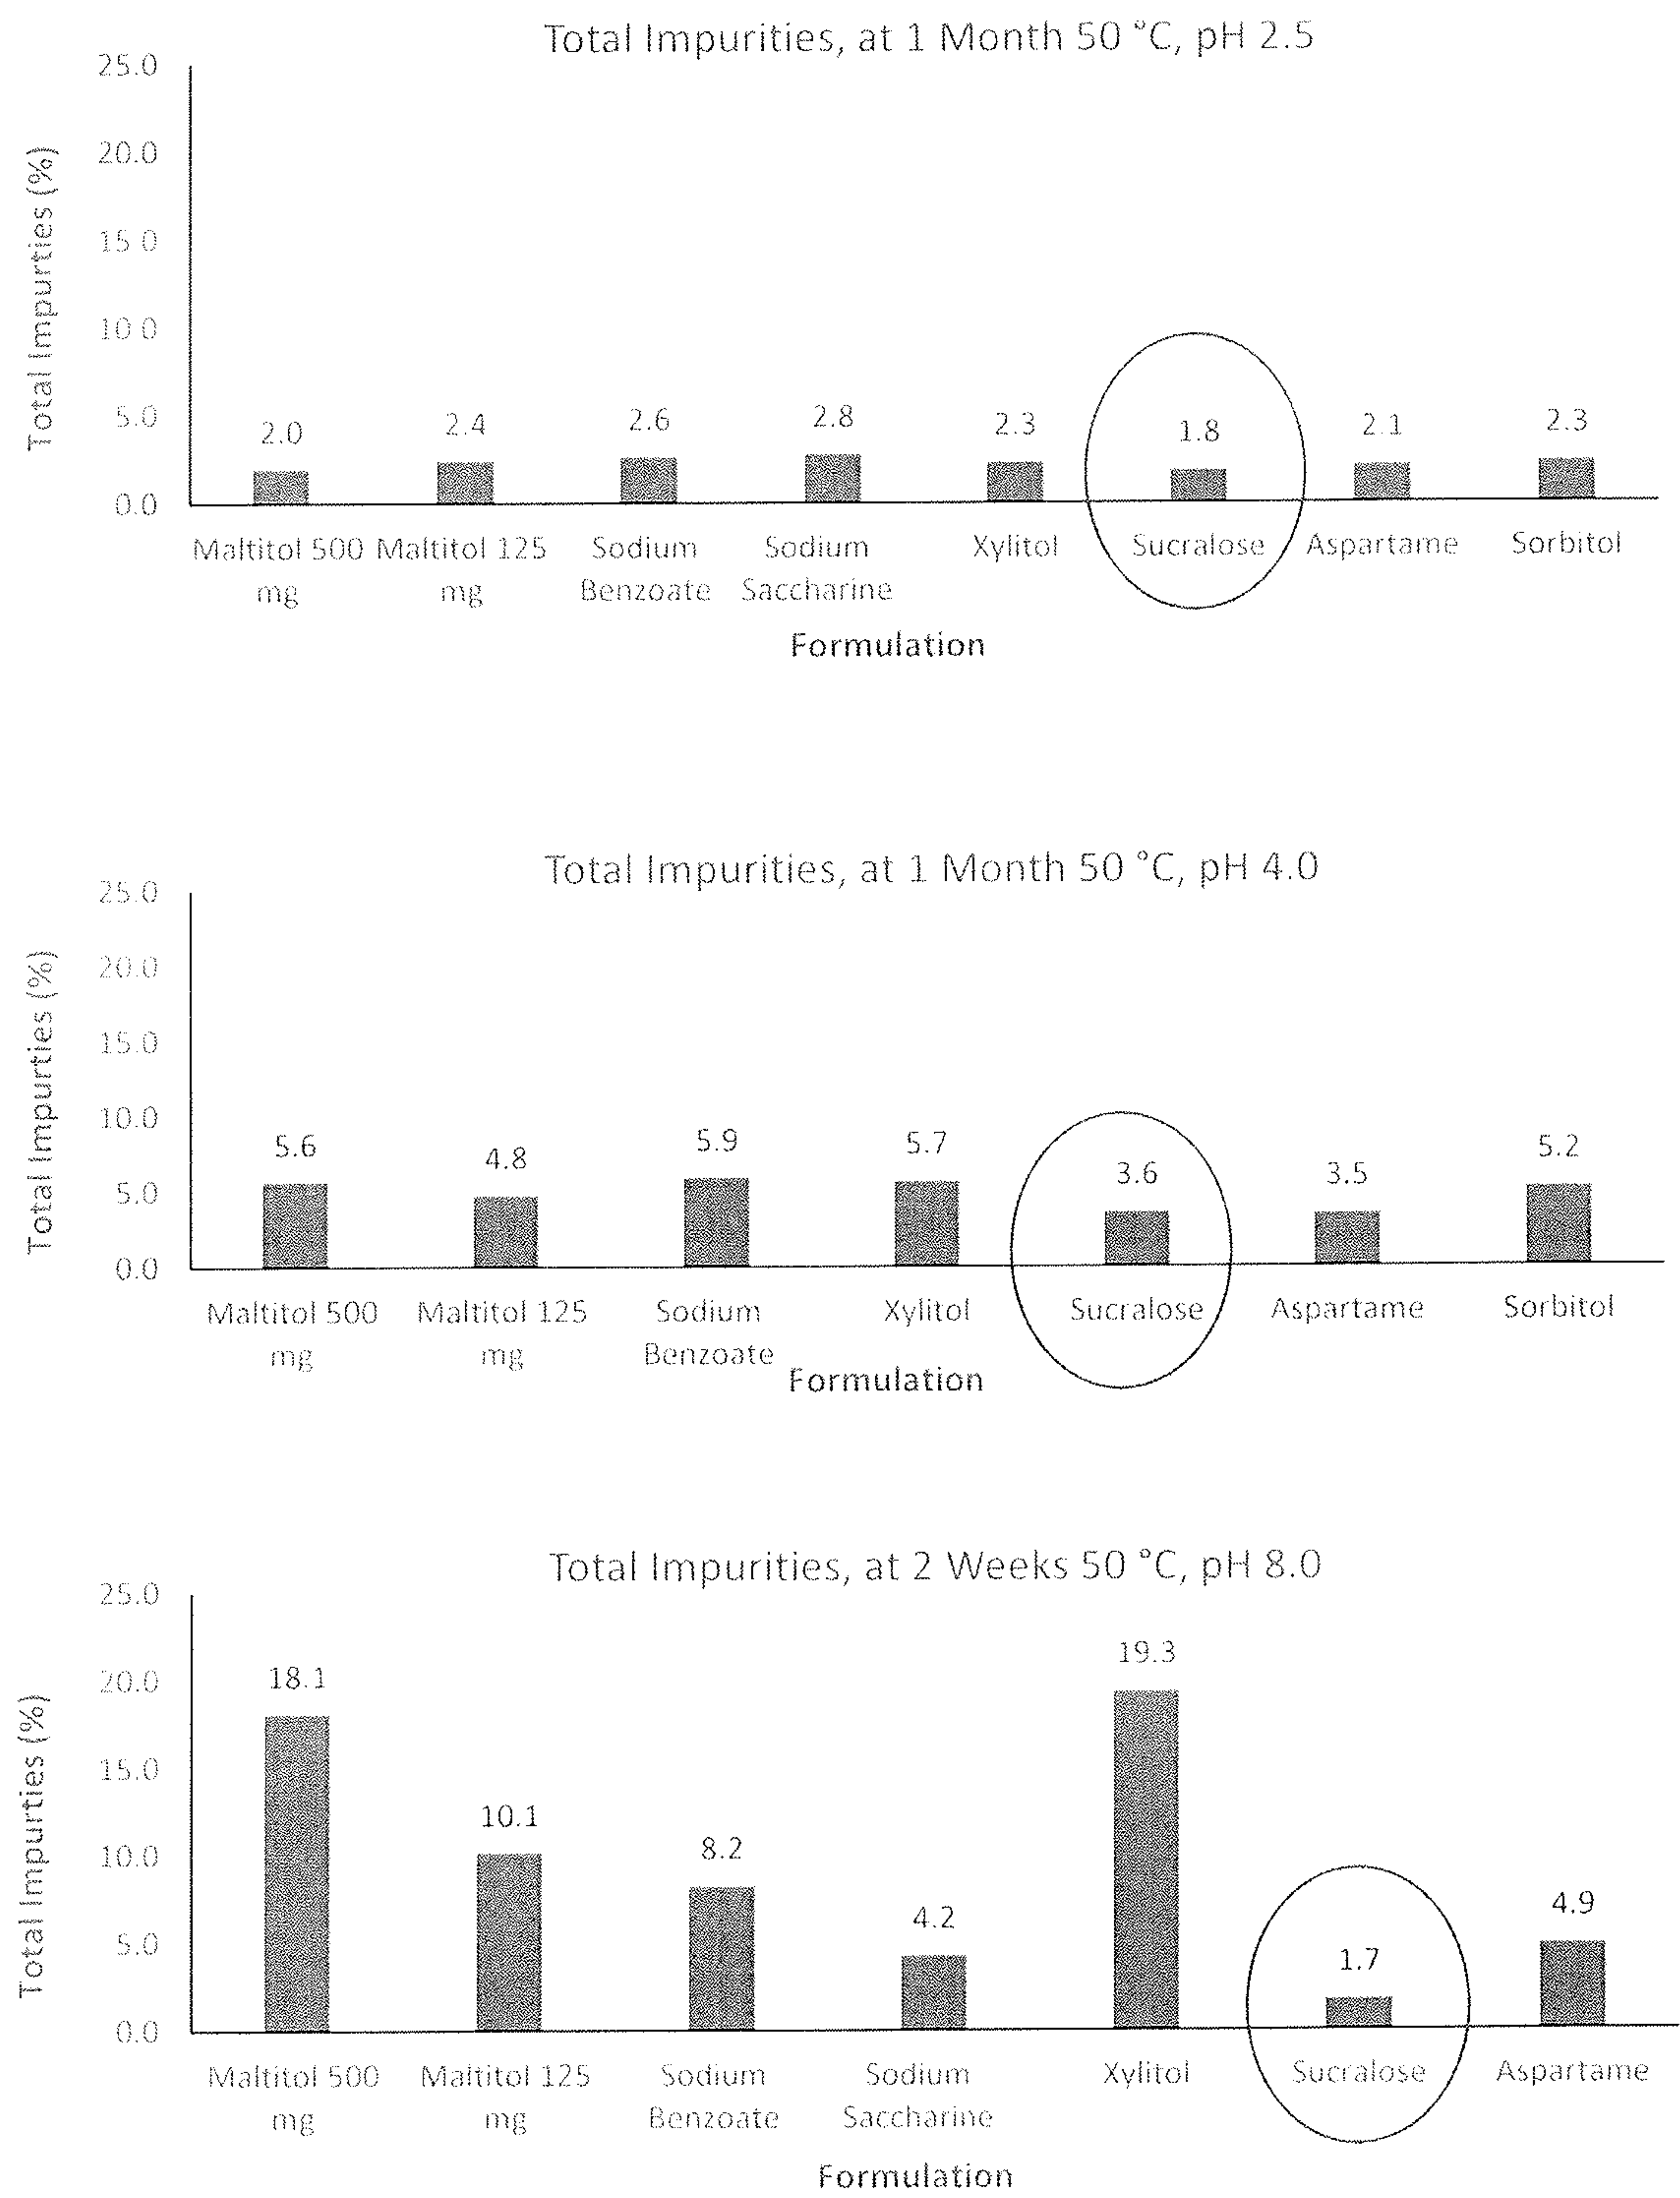 Total Impurities, at 1 Month 50 °C, pH 2.5
Total Impurties (%)
25.0
20.0
15 0
10 0
5.0
0.0
2.0
2.4
2.6
2.8
2.3
1.8
2.1
2.3
Maltitol 500 mg
Maltitol 125 mg
Sodium Benzoate
Sodium Saccharine
Xylitol
Sucralose
Aspartame
Sorbitol
Formulation
Total Impurities, at 1 Month 50 °C, pH 4.0
Total Impurties (%)
25.0
20.0
15.0
10.0
5.0
0.0
5.6
4.8
5.9
5.7
3.6
3.5
5.2
Maltitol 500 mg
Maltitol 125 mg
Sodium Benzoate
Xylitol
Sucralose
Aspartame
Sorbitol
Formulation
Total Impurities, at 2 Weeks 50 °C, pH 8.0
Total Impurties (%)
25.0
20.0
15.0
10.0
5.0
0.0
18.1
10.1
8.2
4.2
19.3
1.7
4.9
Maltitol 500 mg
Maltitol 125 mg
Sodium Benzoate
Sodium Saccharine
Xylitol
Sucralose
Aspartame
Formulation